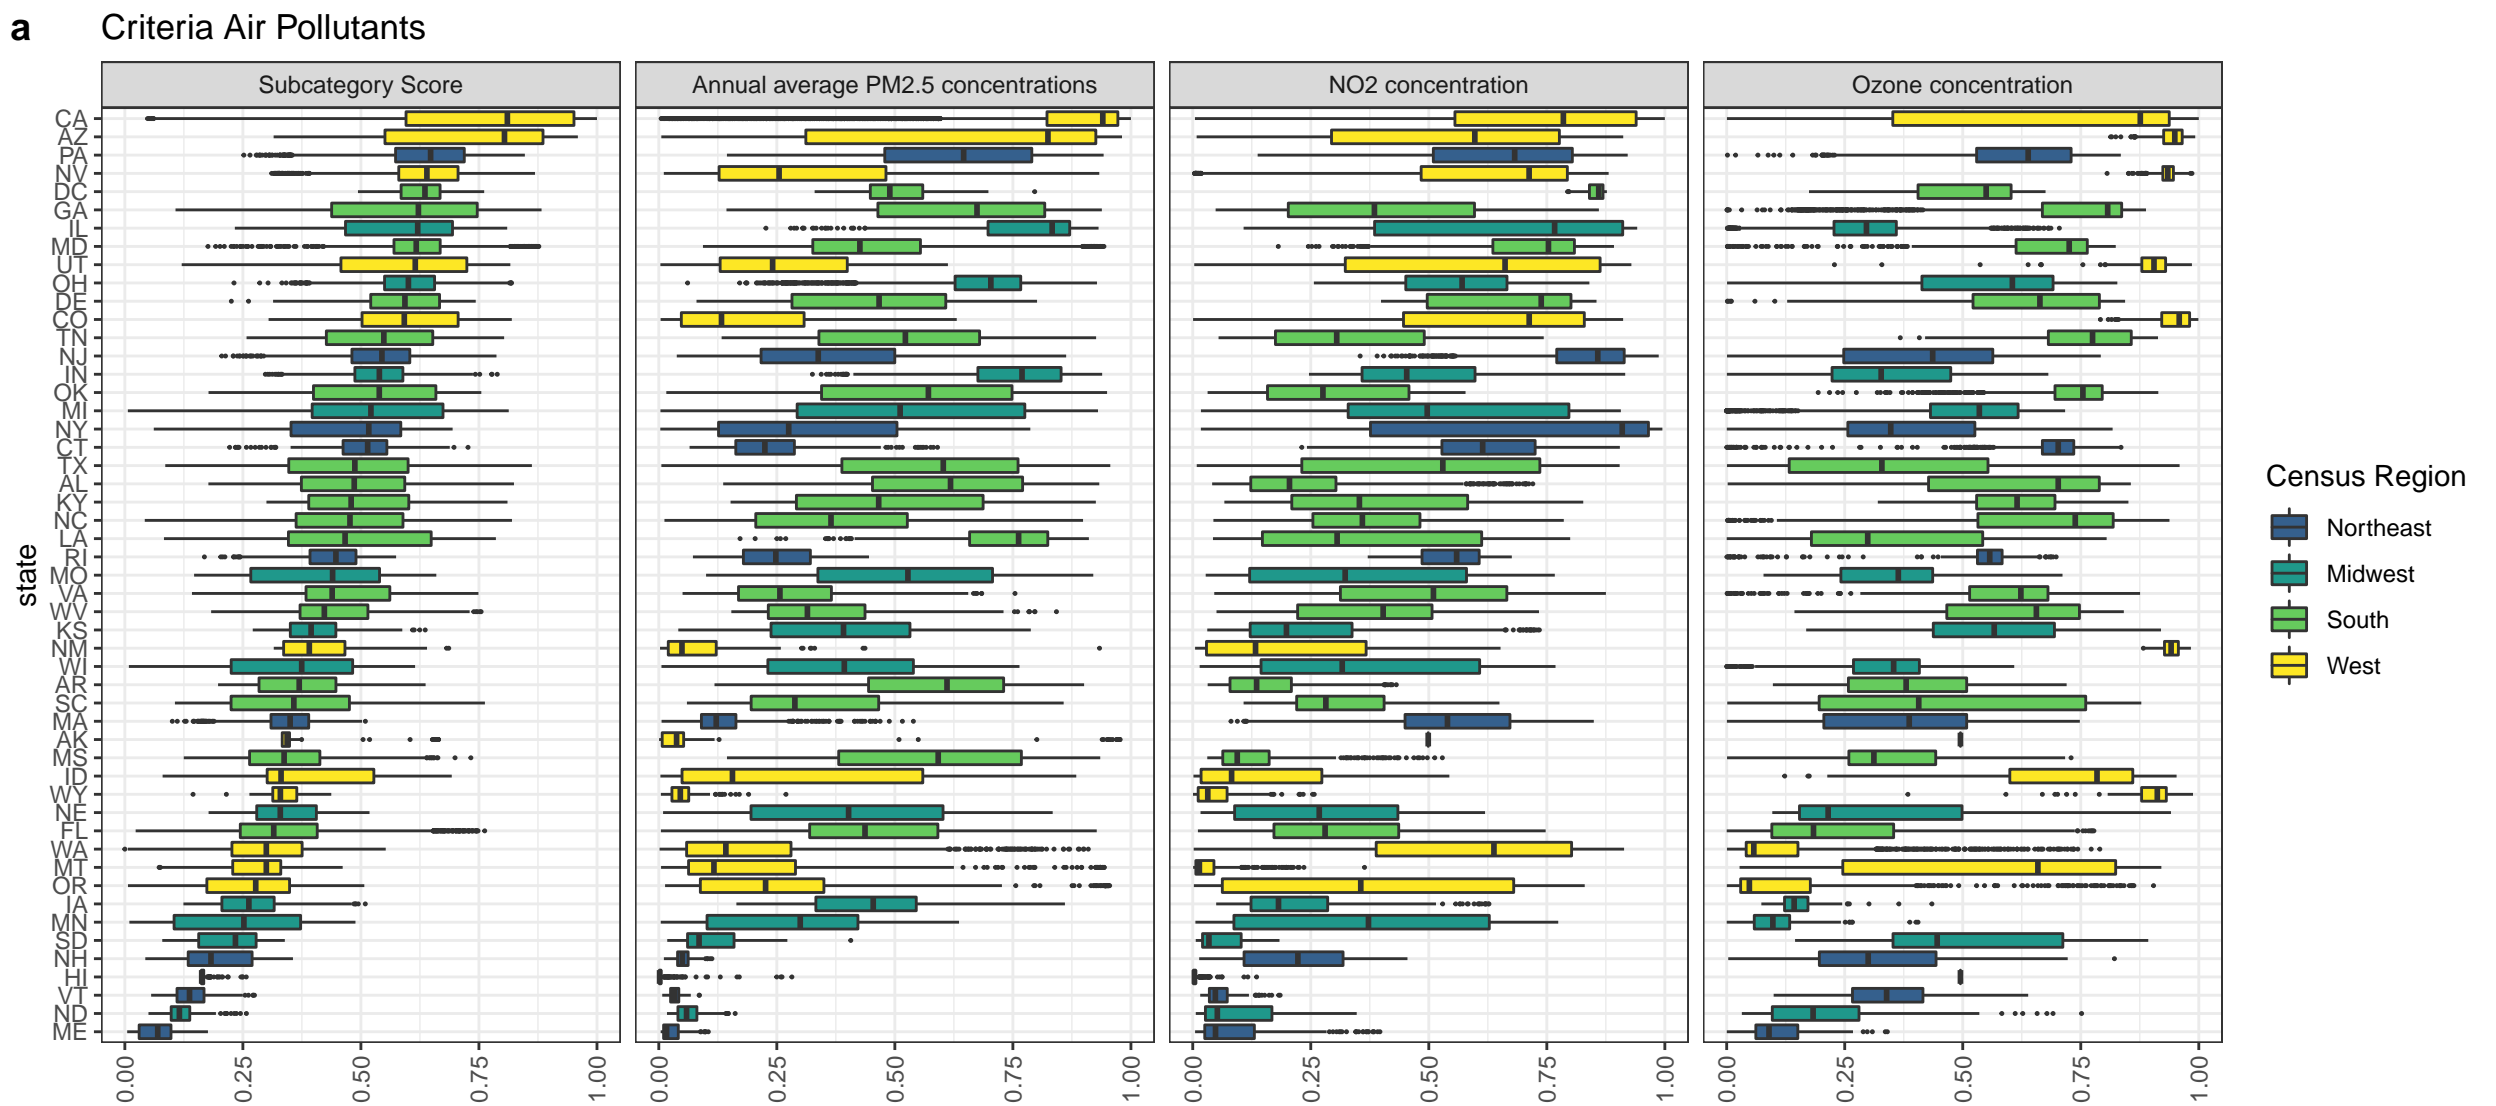 a Criteria Air Pollutants
Subcategory Score
Annual average PM2.5 concentrations
NO2 concentration
Ozone concentration
state
CA
AZ
PA
NV
DC
GA
IL
MD
UT
OH
DE
CO
TN
NJ
IN
OK
MI
NY
CT
TX
AL
KY
NC
LA
RI
MO
VA
WV
KS
NM
WI
AR
SC
MA
AK
MS
ID
WY
NE
FL
WA
MT
OR
IA
MN
SD
NH
HI
VT
ND
ME
0.00 0.25 0.50 0.75 1.00
0.00 0.25 0.50 0.75 1.00
0.00 0.25 0.50 0.75 1.00
0.00 0.25 0.50 0.75 1.00
Census Region
Northeast
Midwest
South
West